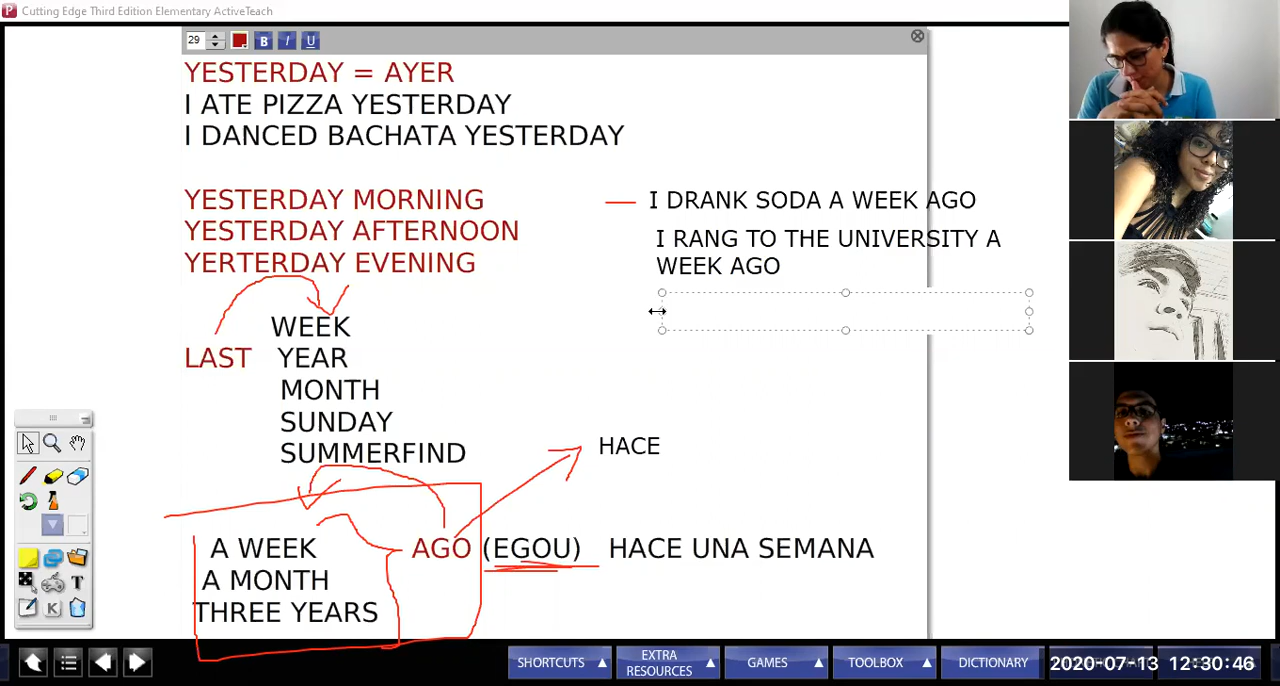 Cutting Edge Third Edition Elementary ActiveTeach
29 B I U
YESTERDAY = AYER
I ATE PIZZA YESTERDAY
I DANCED BACHATA YESTERDAY
YESTERDAY MORNING
YESTERDAY AFTERNOON
YERTERDAY EVENING
I DRANK SODA A WEEK AGO
I RANG TO THE UNIVERSITY A
WEEK AGO
WEEK
LAST YEAR
MONTH
SUNDAY
SUMMERFIND
HACE
A WEEK AGO (EGOU) HACE UNA SEMANA
A MONTH
THREE YEARS
T
K
SHORTCUTS
EXTRA
RESOURCES
GAMES
TOOLBOX
DICTIONARY
2020-07-13 12:30:46